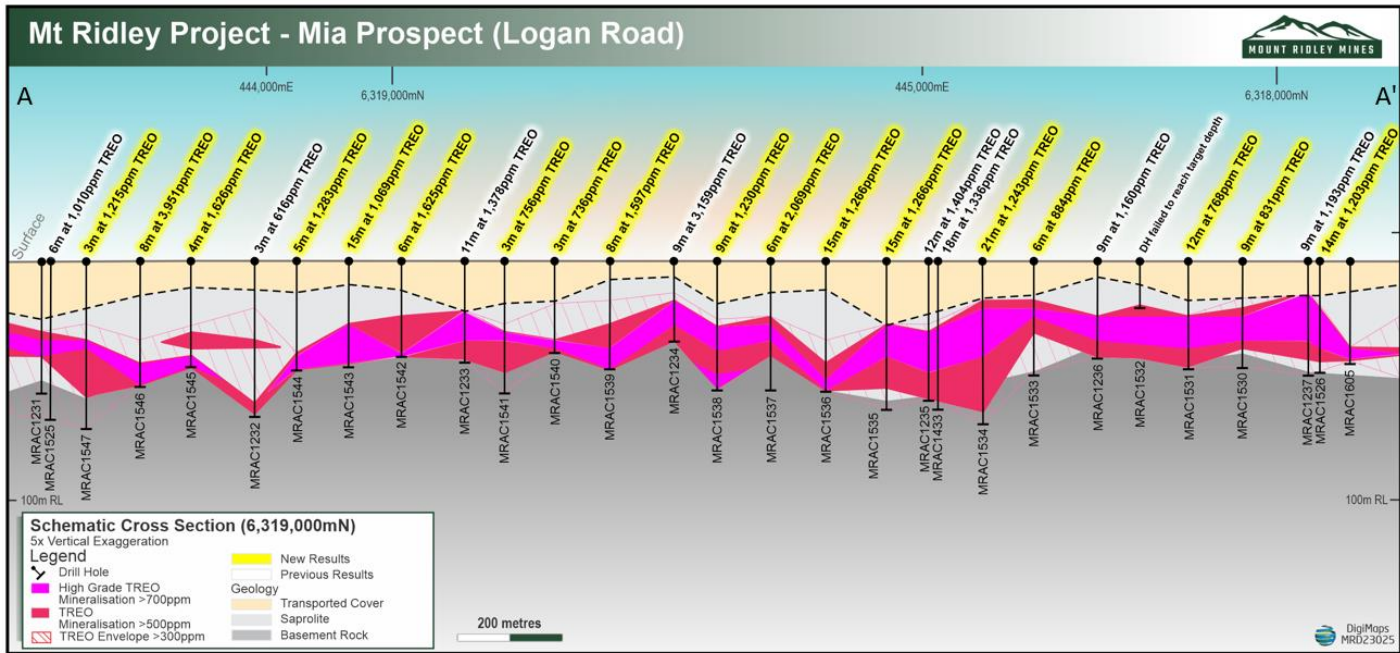 Mt Ridley Project - Mia Prospect (Logan Road)
MOUNT RIDLEY MINES
A
444,000mE
6,319,000mN
445,000mE
6,318,000mN
A'
Surface
6m at 1,010ppm TREO
3m at 1,215ppm TREO
8m at 3,951ppm TREO
4m at 1,626ppm TREO
3m at 616ppm TREO
5m at 1,283ppm TREO
15m at 1,069ppm TREO
6m at 1,625ppm TREO
11m at 1,378ppm TREO
3m at 756ppm TREO
3m at 736ppm TREO
8m at 1,597ppm TREO
9m at 3,159ppm TREO
9m at 1,230ppm TREO
6m at 2,069ppm TREO
15m at 1,266ppm TREO
15m at 1,266ppm TREO
12m at 1,404ppm TREO
18m at 1,336ppm TREO
21m at 1,243ppm TREO
6m at 884ppm TREO
9m at 1,160ppm TREO
DH failed to reach target depth
12m at 768ppm TREO
9m at 831ppm TREO
9m at 1,193ppm TREO
14m at 1,203ppm TREO
MRAC1231
MRAC1525
MRAC1547
MRAC1546
MRAC1545
MRAC1232
MRAC1544
MRAC1543
MRAC1542
MRAC1233
MRAC1541
MRAC1540
MRAC1539
MRAC1234
MRAC1538
MRAC1537
MRAC1536
MRAC1535
MRAC1235
MRAC1433
MRAC1534
MRAC1533
MRAC1236
MRAC1532
MRAC1531
MRAC1530
MRAC1237
MRAC1526
MRAC1605
100m RL
100m RL
Schematic Cross Section (6,319,000mN)
5x Vertical Exaggeration
Legend
Drill Hole
High Grade TREO
Mineralisation >700ppm
TREO
Mineralisation >500ppm
TREO Envelope >300ppm
New Results
Previous Results
Geology
Transported Cover
Saprolite
Basement Rock
200 metres
DigiMaps
MRD23025